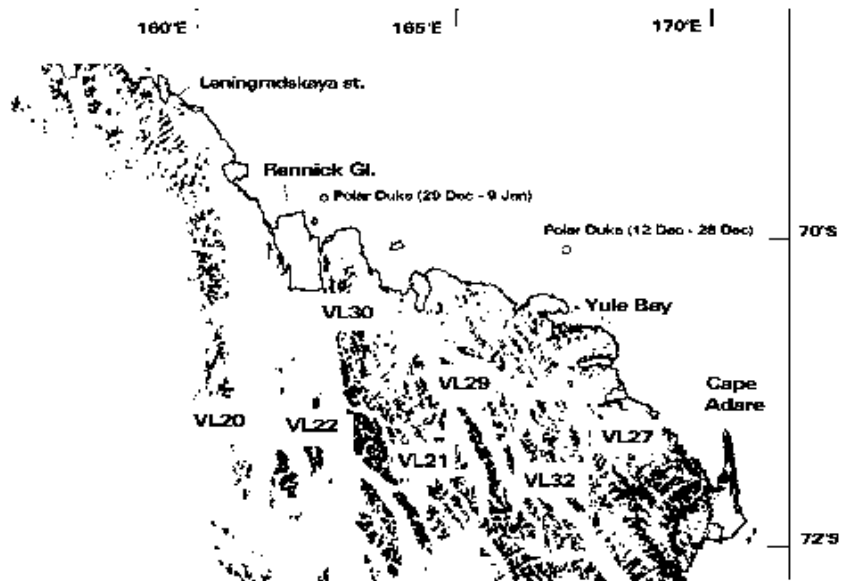 160°E
165°E
170°E
Leningradskaya st.
Rennick Gl.
Polar Duke (29 Dec - 9 Jan)
Polar Duke (12 Dec - 28 Dec)
70°S
Yule Bay
VL30
VL29
Cape
Adare
VL20
VL22
VL27
VL21
VL32
72°S